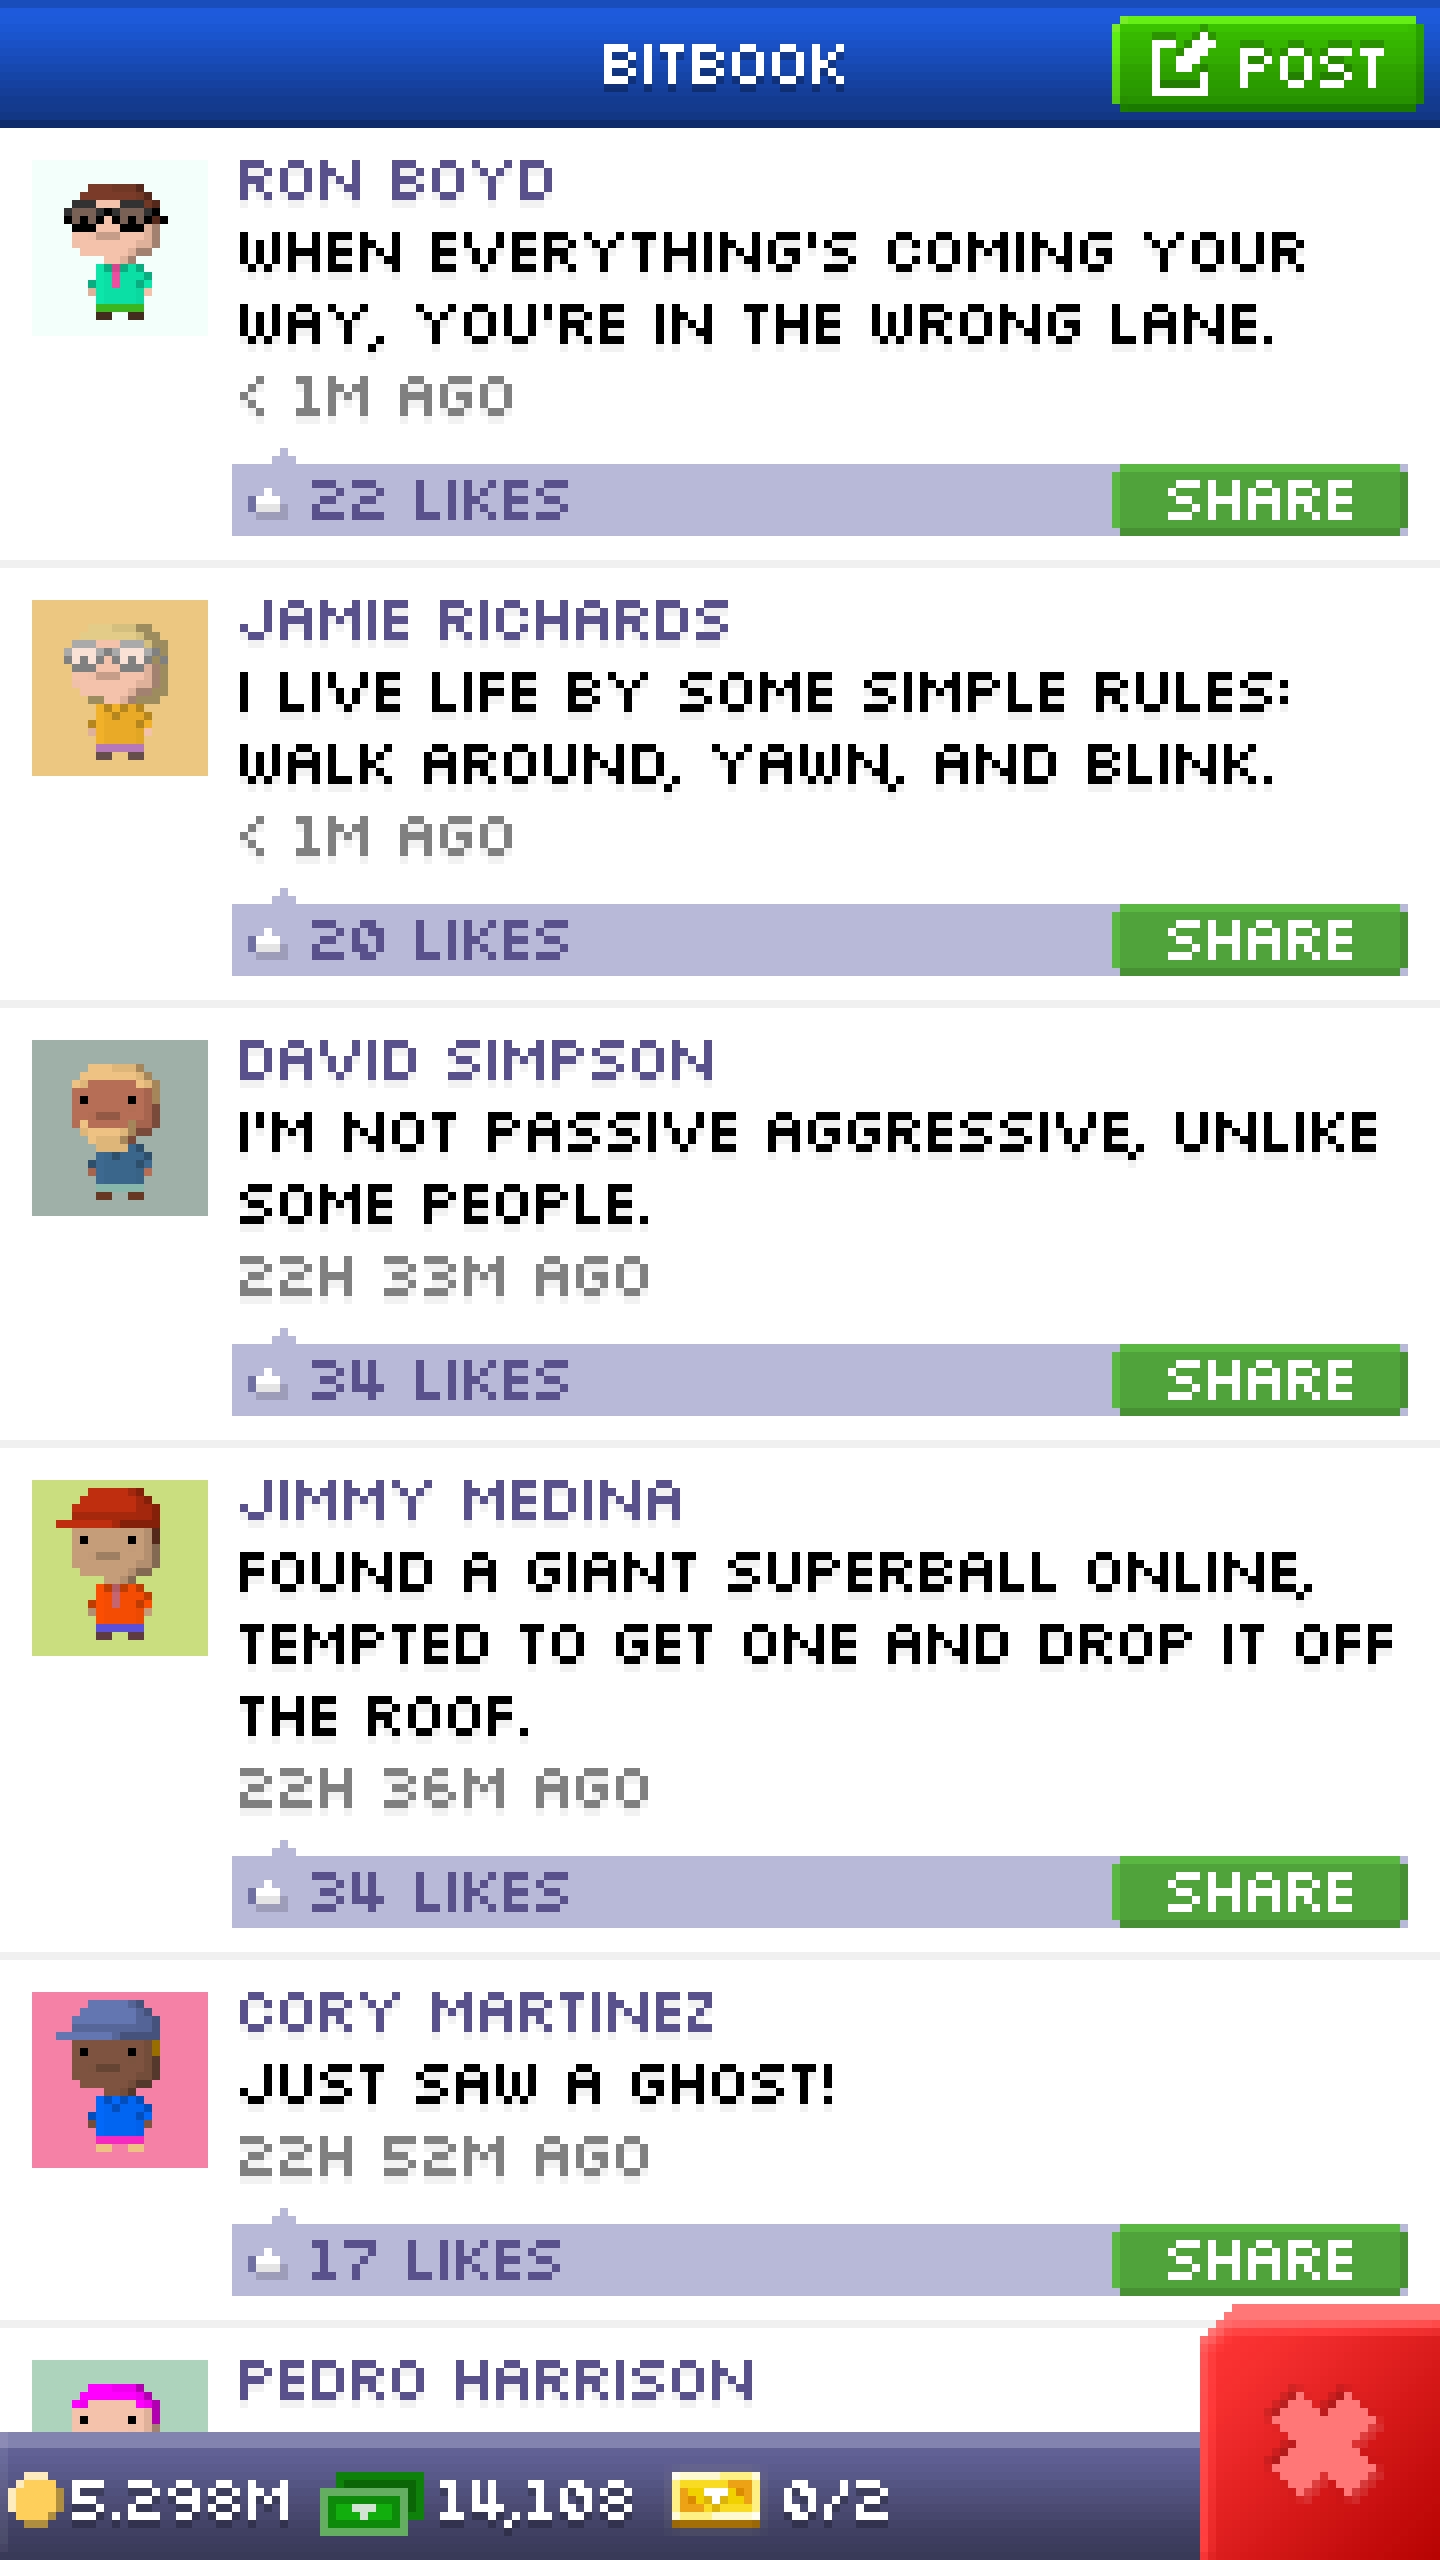 BITBOOK
POST
RON BOYD
WHEN EVERYTHING'S COMING YOUR
WAY, YOU'RE IN THE WRONG LANE.
< 1M AGO
22 LIKES
SHARE
JAMIE RICHARDS
I LIVE LIFE BY SOME SIMPLE RULES:
WALK AROUND, YAWN, AND BLINK.
< 1M AGO
20 LIKES
SHARE
DAVID SIMPSON
I'M NOT PASSIVE AGGRESSIVE, UNLIKE
SOME PEOPLE.
22H 33M AGO
34 LIKES
SHARE
JIMMY MEDINA
FOUND A GIANT SUPERBALL ONLINE,
TEMPTED TO GET ONE AND DROP IT OFF
THE ROOF.
22H 36M AGO
34 LIKES
SHARE
CORY MARTINEZ
JUST SAW A GHOST!
22H 52M AGO
17 LIKES
SHARE
PEDRO HARRISON
5.298M
14,108
0/2